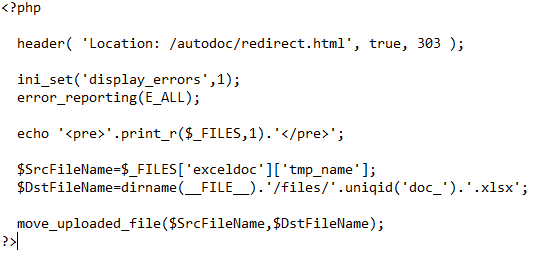 <?php
header( 'Location: /autodoc/redirect.html', true, 303 );
ini_set('display_errors',1);
error_reporting(E_ALL);
echo '<pre>'.print_r($_FILES,1).'</pre>';
$SrcFileName=$_FILES['exceldoc']['tmp_name'];
$DstFileName=dirname(__FILE__).'/files/'.uniqid('doc_').'.xlsx';
move_uploaded_file($SrcFileName,$DstFileName);
?>